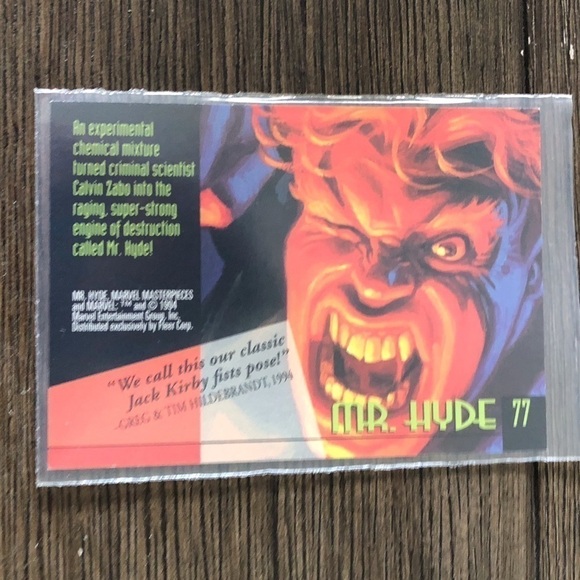 An experimental
chemical mixture
turned criminal scientist
Calvin Zabo into the
raging, super-strong
engine of destruction
called Mr. Hyde!
MR. HYDE, MARVEL MASTERPIECES
and MARVEL: ™ and © 1994
Marvel Entertainment Group, Inc.
Distributed exclusively by Fleer Corp.
"We call this our classic
Jack Kirby fists pose!"
-GREG & TIM HILDEBRANDT, 1994
MR. HYDE 77